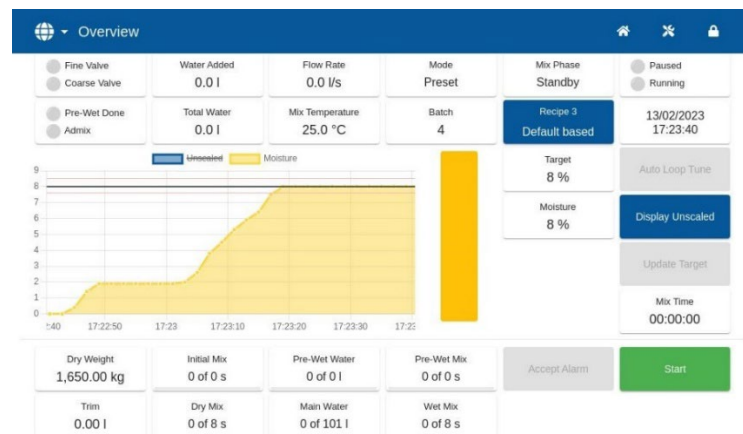 Overview
Fine Valve
Coarse Valve
Water Added
0.0 l
Flow Rate
0.0 l/s
Mode
Preset
Mix Phase
Standby
Paused
Running
Pre-Wet Done
Admix
Total Water
0.0 l
Mix Temperature
25.0 °C
Batch
4
Recipe 3
Default based
13/02/2023
17:23:40
Unscaled
Moisture
9
8
7
6
5
4
3
2
1
0
:40
17:22:50
17:23
17:23:10
17:23:20
17:23:30
17:23
Target
8 %
Moisture
8 %
Auto Loop Tune
Display Unscaled
Update Target
Mix Time
00:00:00
Dry Weight
1,650.00 kg
Initial Mix
0 of 0 s
Pre-Wet Water
0 of 0 l
Pre-Wet Mix
0 of 0 s
Accept Alarm
Start
Trim
0.00 l
Dry Mix
0 of 8 s
Main Water
0 of 101 l
Wet Mix
0 of 8 s